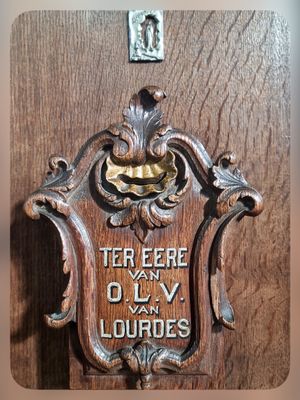 TER EERE
VAN
O.L.V.
VAN
LOURDES